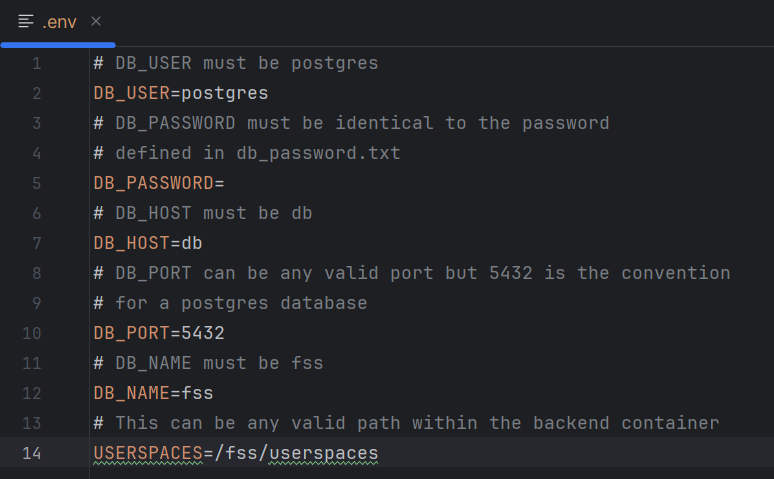 .env
1 # DB_USER must be postgres
2 DB_USER=postgres
3 # DB_PASSWORD must be identical to the password
4 # defined in db_password.txt
5 DB_PASSWORD=
6 # DB_HOST must be db
7 DB_HOST=db
8 # DB_PORT can be any valid port but 5432 is the convention
9 # for a postgres database
10 DB_PORT=5432
11 # DB_NAME must be fss
12 DB_NAME=fss
13 # This can be any valid path within the backend container
14 USERSPACES=/fss/userspaces